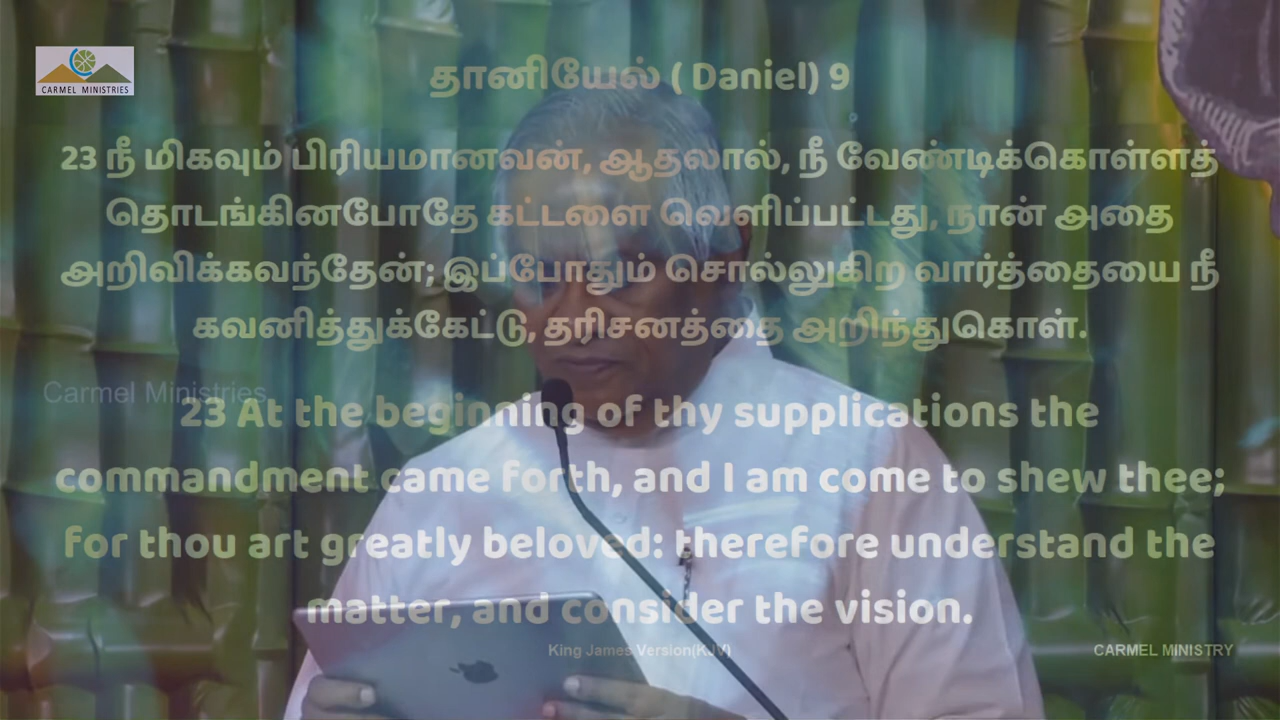 CARMEL MINISTRIES
தானியேல் ( Daniel) 9
23 நீ மிகவும் பிரியமானவன், ஆதலால், நீ வேண்டிக்கொள்ளத்
தொடங்கினபோதே கட்டளை வெளிப்பட்டது, நான் அதை
அறிவிக்கவந்தேன்; இப்போதும் சொல்லுகிற வார்த்தையை நீ
கவனித்துக்கேட்டு, தரிசனத்தை அறிந்துகொள்.
Carmel Ministries
23 At the beginning of thy supplications the
commandment came forth, and I am come to shew thee;
for thou art greatly beloved: therefore understand the
matter, and consider the vision.
King James Version(KJV)
CARMEL MINISTRY